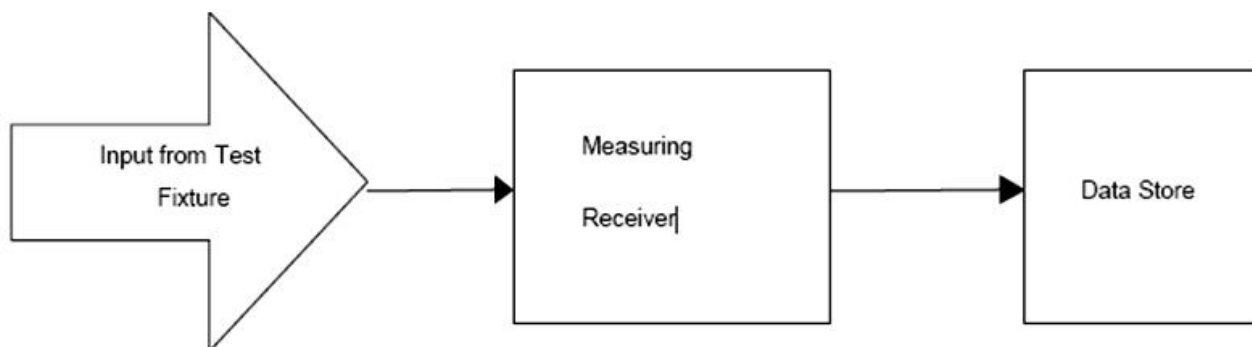 Input from Test
Fixture
Measuring
Receiver
Data Store